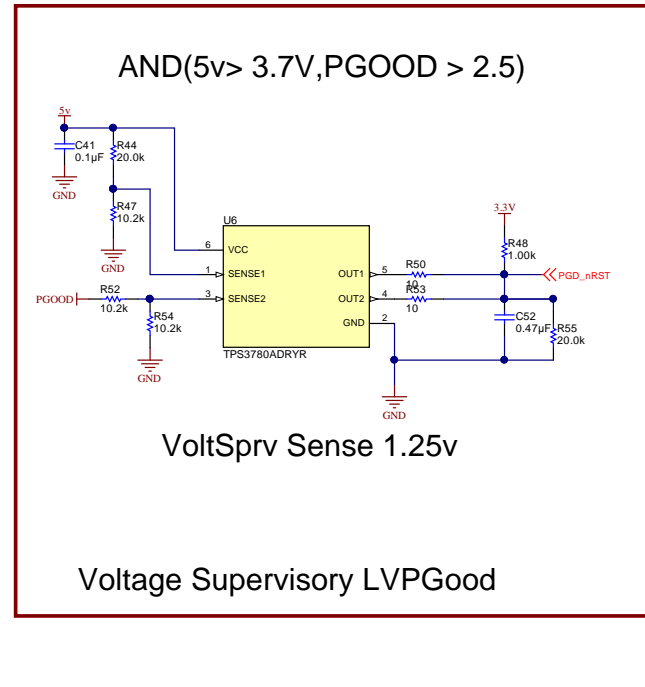 AND(5v> 3.7V,PGOOD > 2.5)
5v
C41
0.1µF
GND
R44
20.0k
R47
10.2k
GND
U6
6
VCC
1
SENSE1
3
SENSE2
OUT1
5
OUT2
4
GND
2
TPS3780ADRYR
PGOOD
R52
10.2k
R54
10.2k
GND
R50
10
R53
10
3.3V
R48
1.00k
PGD_nRST
C52
0.47µF
R55
20.0k
GND
VoltSprv Sense 1.25v
Voltage Supervisory LVPGood